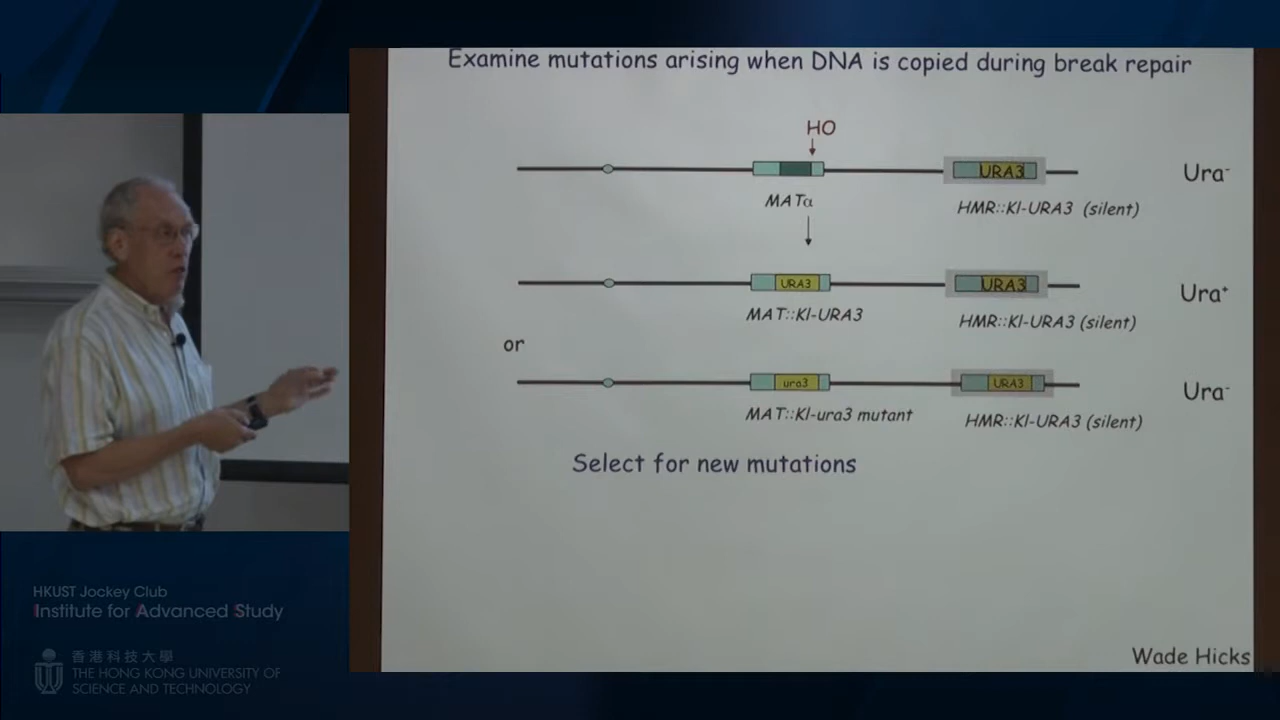 Examine mutations arising when DNA is copied during break repair
HO
URA3
Ura⁻
MATα
HMR::Kl-URA3 (silent)
URA3
URA3
Ura⁺
MAT::Kl-URA3
HMR::Kl-URA3 (silent)
or
ura3
URA3
Ura⁻
MAT::Kl-ura3 mutant
HMR::Kl-URA3 (silent)
Select for new mutations
Wade Hicks
HKUST Jockey Club
Institute for Advanced Study
香港科技大學
THE HONG KONG UNIVERSITY OF
SCIENCE AND TECHNOLOGY